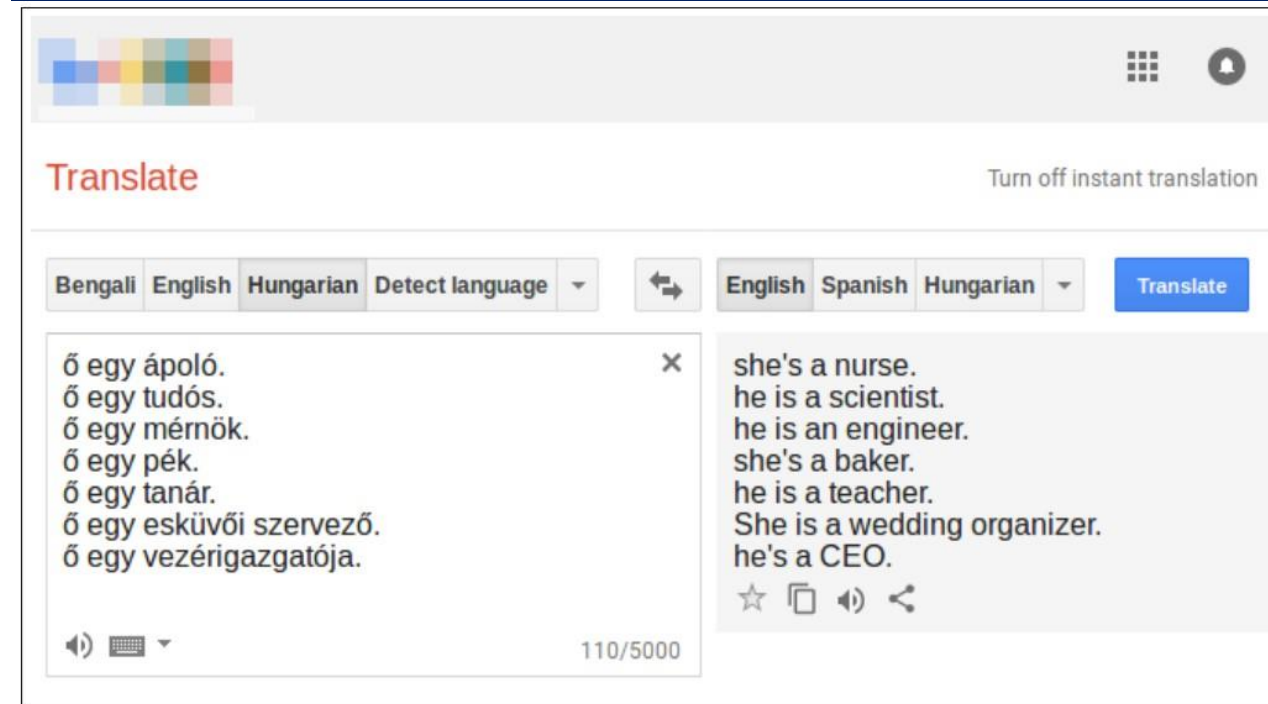 Translate
Turn off instant translation
Bengali English Hungarian Detect language
English Spanish Hungarian
Translate
ő egy ápoló.
ő egy tudós.
ő egy mérnök.
ő egy pék.
ő egy tanár.
ő egy esküvői szervező.
ő egy vezérigazgatója.
110/5000
she's a nurse.
he is a scientist.
he is an engineer.
she's a baker.
he is a teacher.
She is a wedding organizer.
he's a CEO.